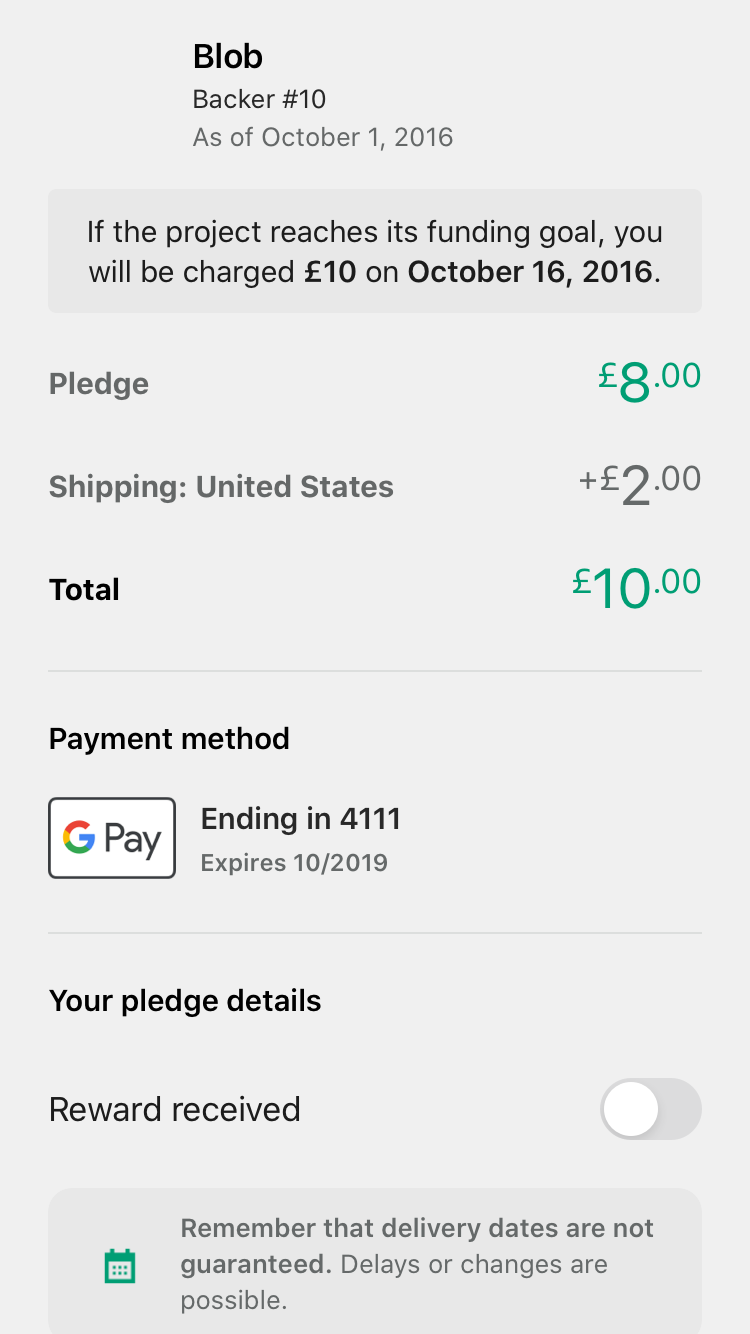 Blob
Backer #10
As of October 1, 2016
If the project reaches its funding goal, you
will be charged £10 on October 16, 2016.
Pledge
£8.00
Shipping: United States
+£2.00
Total
£10.00
Payment method
G Pay
Ending in 4111
Expires 10/2019
Your pledge details
Reward received
Remember that delivery dates are not
guaranteed. Delays or changes are
possible.